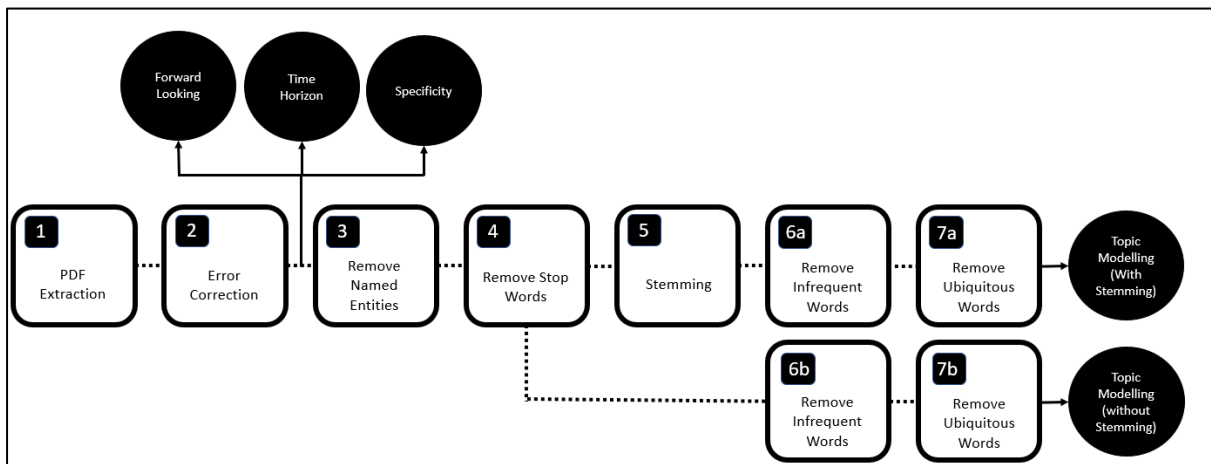 Forward
Looking
Time
Horizon
Specificity
1
PDF
Extraction
2
Error
Correction
3
Remove
Named
Entities
4
Remove Stop
Words
5
Stemming
6a
Remove
Infrequent
Words
7a
Remove
Ubiquitous
Words
Topic
Modelling
(With
Stemming)
6b
Remove
Infrequent
Words
7b
Remove
Ubiquitous
Words
Topic
Modelling
(without
Stemming)